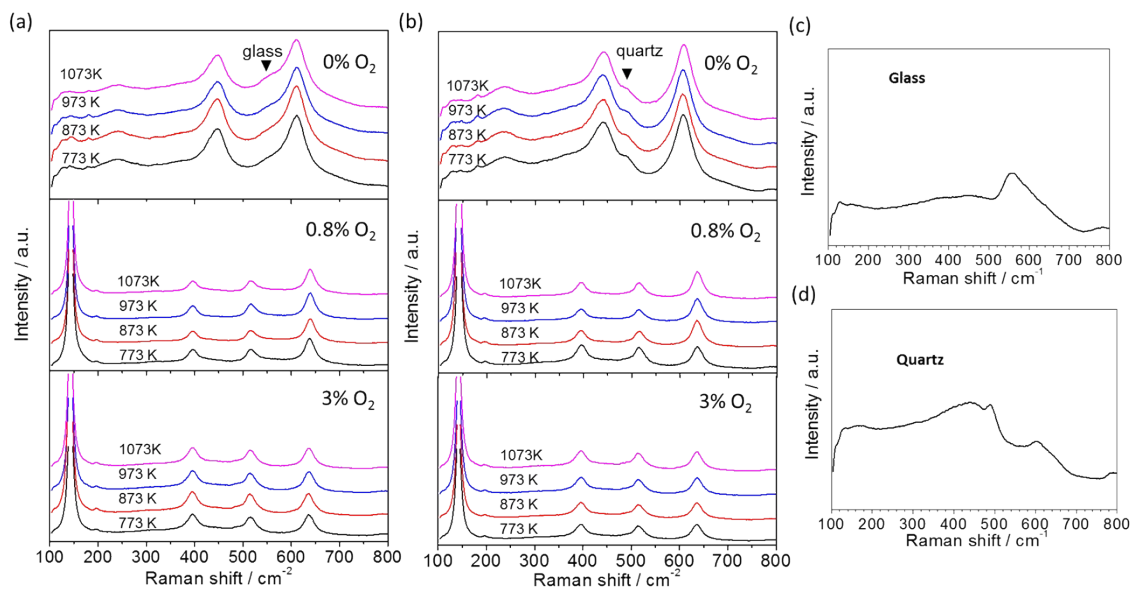 (a)
glass
0% O₂
1073K
973 K
873 K
773 K
0.8% O₂
1073K
973 K
873 K
773 K
3% O₂
1073K
973 K
873 K
773 K
Intensity / a.u.
Intensity / a.u.
100 200 300 400 500 600 700 800
Raman shift / cm⁻²
(b)
quartz
0% O₂
1073K
973 K
873 K
773 K
0.8% O₂
1073K
973 K
873 K
773 K
3% O₂
1073K
973 K
873 K
773 K
Intensity / a.u.
Intensity / a.u.
100 200 300 400 500 600 700 800
Raman shift / cm⁻²
(c)
Glass
Intensity / a.u.
100 200 300 400 500 600 700 800
Raman shift / cm⁻¹
(d)
Quartz
Intensity / a.u.
100 200 300 400 500 600 700 800
Raman shift / cm⁻¹